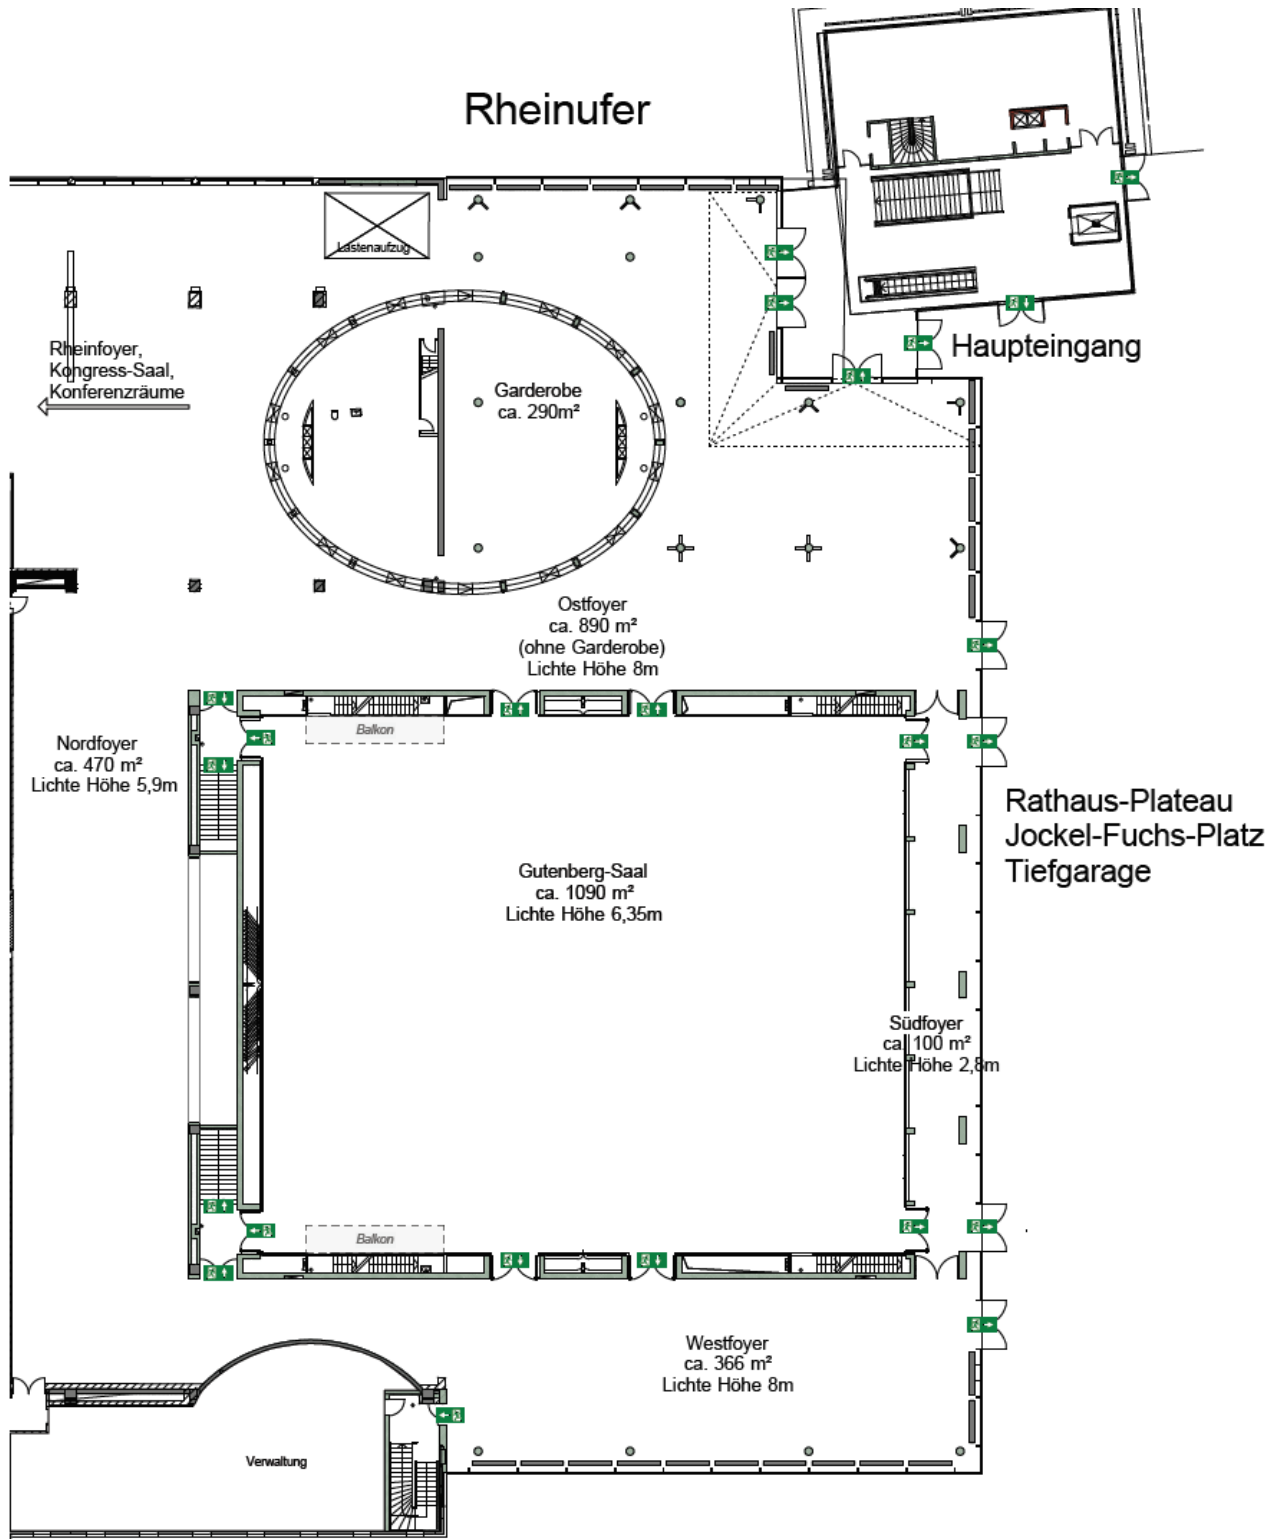 Rheinufer
Lastenaufzug
Haupteingang
Rheinfoyer,
Kongress-Saal,
Konferenzräume
Garderobe
ca. 290m²
Ostfoyer
ca. 890 m²
(ohne Garderobe)
Lichte Höhe 8m
Balkon
Nordfoyer
ca. 470 m²
Lichte Höhe 5,9m
Rathaus-Plateau
Jockel-Fuchs-Platz
Tiefgarage
Gutenberg-Saal
ca. 1090 m²
Lichte Höhe 6,35m
Südfoyer
ca. 100 m²
Lichte Höhe 2,8m
Balkon
Westfoyer
ca. 366 m²
Lichte Höhe 8m
Verwaltung